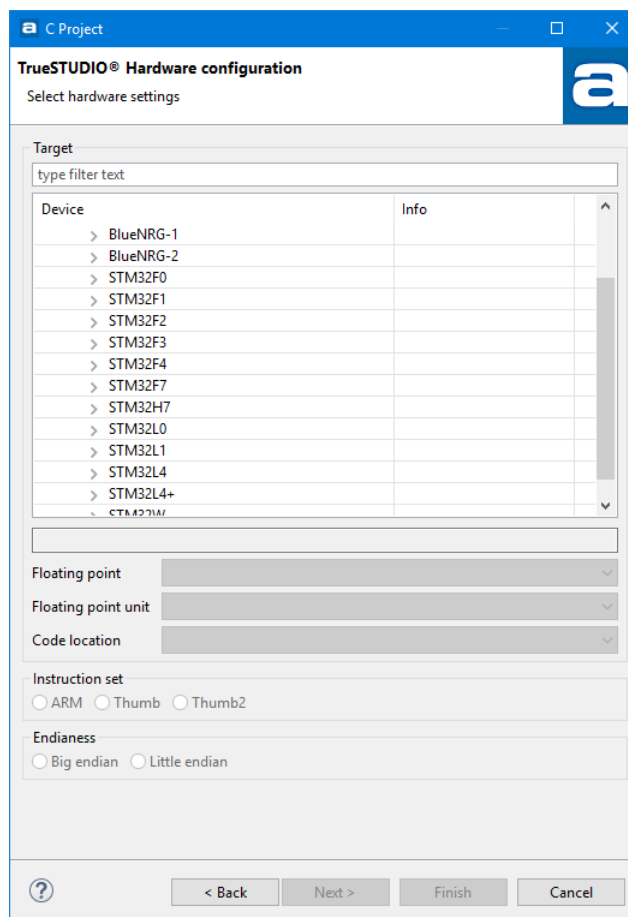 a C Project
TrueSTUDIO® Hardware configuration
Select hardware settings
a
Target
type filter text
Device Info
BlueNRG-1
BlueNRG-2
STM32F0
STM32F1
STM32F2
STM32F3
STM32F4
STM32F7
STM32H7
STM32L0
STM32L1
STM32L4
STM32L4+
STM32W
Floating point
Floating point unit
Code location
Instruction set
ARM Thumb Thumb2
Endianess
Big endian Little endian
? < Back Next > Finish Cancel